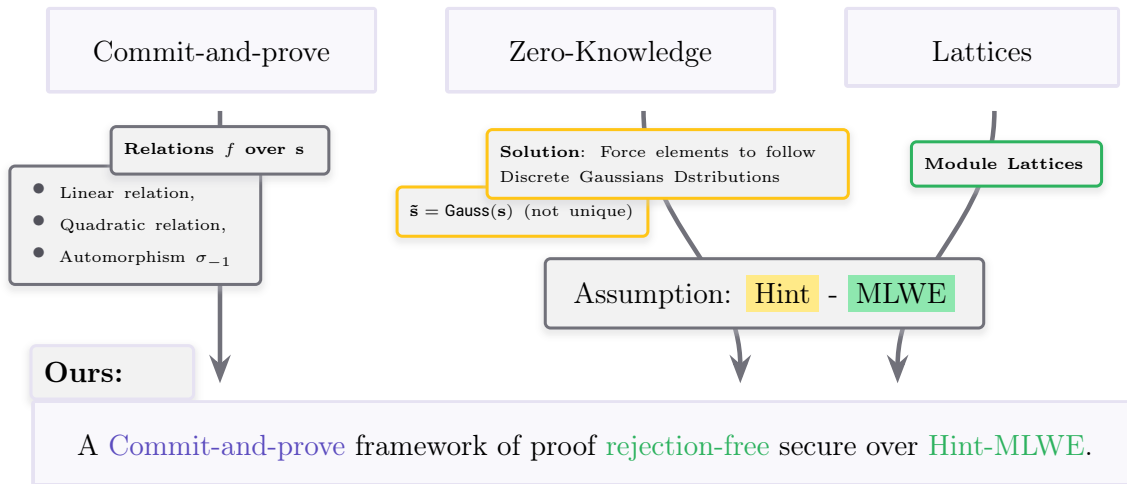 Commit-and-prove
Zero-Knowledge
Lattices
Relations f over s
Linear relation,
Quadratic relation,
Automorphism σ₋₁
Solution: Force elements to follow
Discrete Gaussians Dstributions
s̃ = Gauss(s) (not unique)
Module Lattices
Assumption: Hint - MLWE
Ours:
A Commit-and-prove framework of proof rejection-free secure over Hint-MLWE.